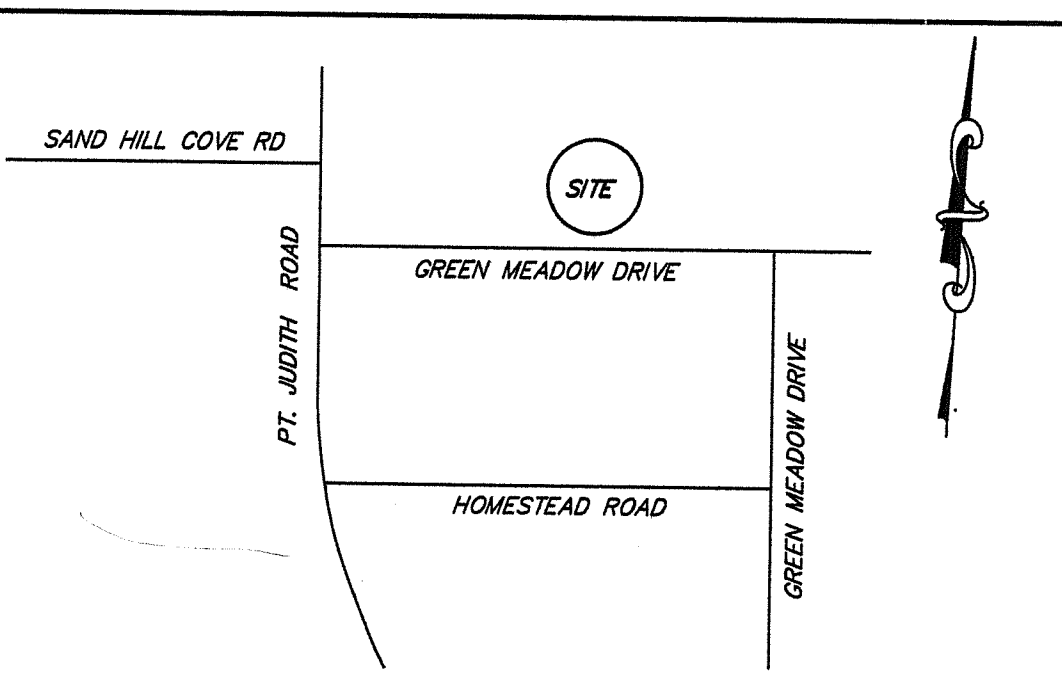 SAND HILL COVE RD
SITE
PT. JUDITH ROAD
GREEN MEADOW DRIVE
GREEN MEADOW DRIVE
HOMESTEAD ROAD